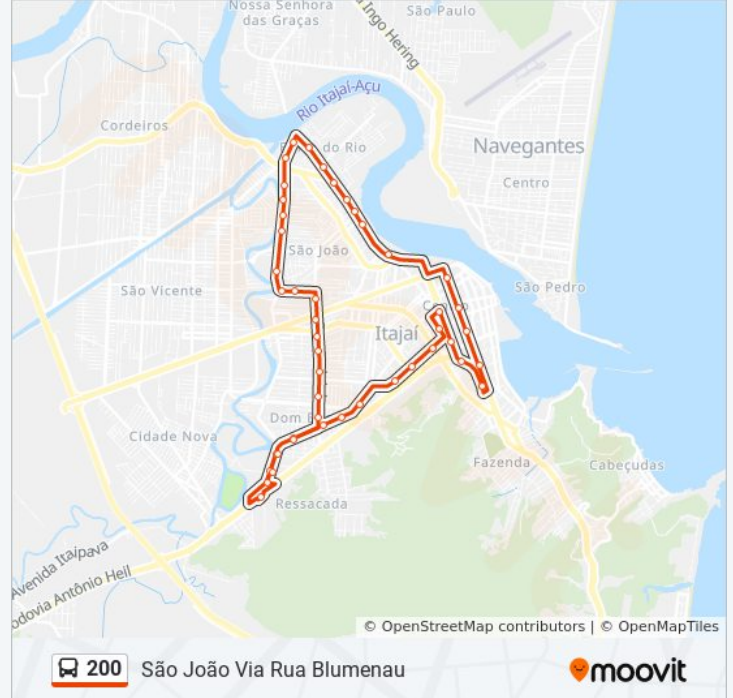 Nossa Senhora
das Graças
São Paulo
Ingo Hering
Rio Itajaí-Açu
Cordeiros
do Rio
Navegantes
Centro
São João
São Vicente
São Pedro
Itajaí
Dom
Cidade Nova
Fazenda
Cabeçudas
Ressacada
Avenida Itaipava
odovia Antônio Heil
© OpenStreetMap contributors | © OpenMapTiles
200 São João Via Rua Blumenau
moovit